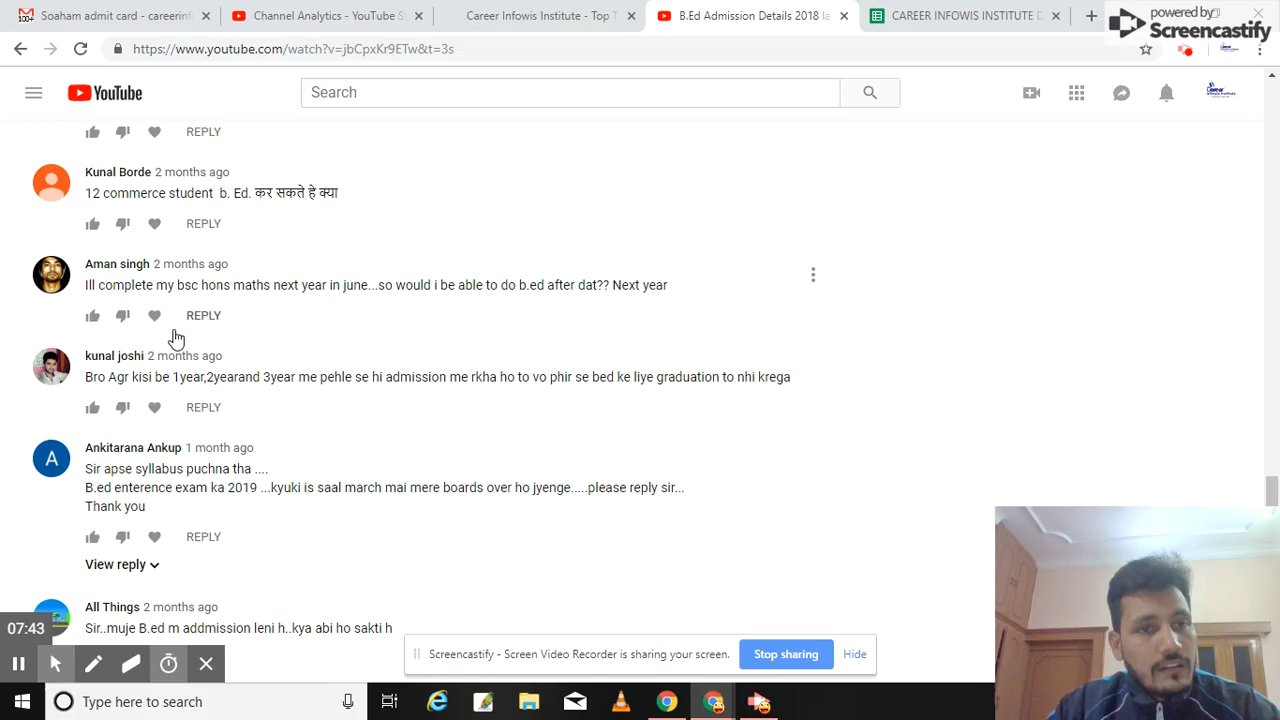 Soaham admit card - careerinf
Channel Analytics - YouTube
Career Infowis Institute - Top T
B.Ed Admission Details 2018 la
CAREER INFOWIS INSTITUTE D
powered by
Screencastify
https://www.youtube.com/watch?v=jbCpxKr9ETw&t=3s
YouTube
Search
REPLY
Kunal Borde 2 months ago
12 commerce student b. Ed. कर सकते हे क्या
REPLY
Aman singh 2 months ago
Ill complete my bsc hons maths next year in june...so would i be able to do b.ed after dat?? Next year
REPLY
kunal joshi 2 months ago
Bro Agr kisi be 1year,2yearand 3year me pehle se hi admission me rkha ho to vo phir se bed ke liye graduation to nhi krega
REPLY
Ankitarana Ankup 1 month ago
A
Sir apse syllabus puchna tha ....
B.ed enterence exam ka 2019 ...kyuki is saal march mai mere boards over ho jyenge.....please reply sir...
Thank you
REPLY
View reply
All Things 2 months ago
Sir..muje B.ed m addmission leni h..kya abi ho sakti h
07:43
Screencastify - Screen Video Recorder is sharing your screen.
Stop sharing
Hide
Type here to search